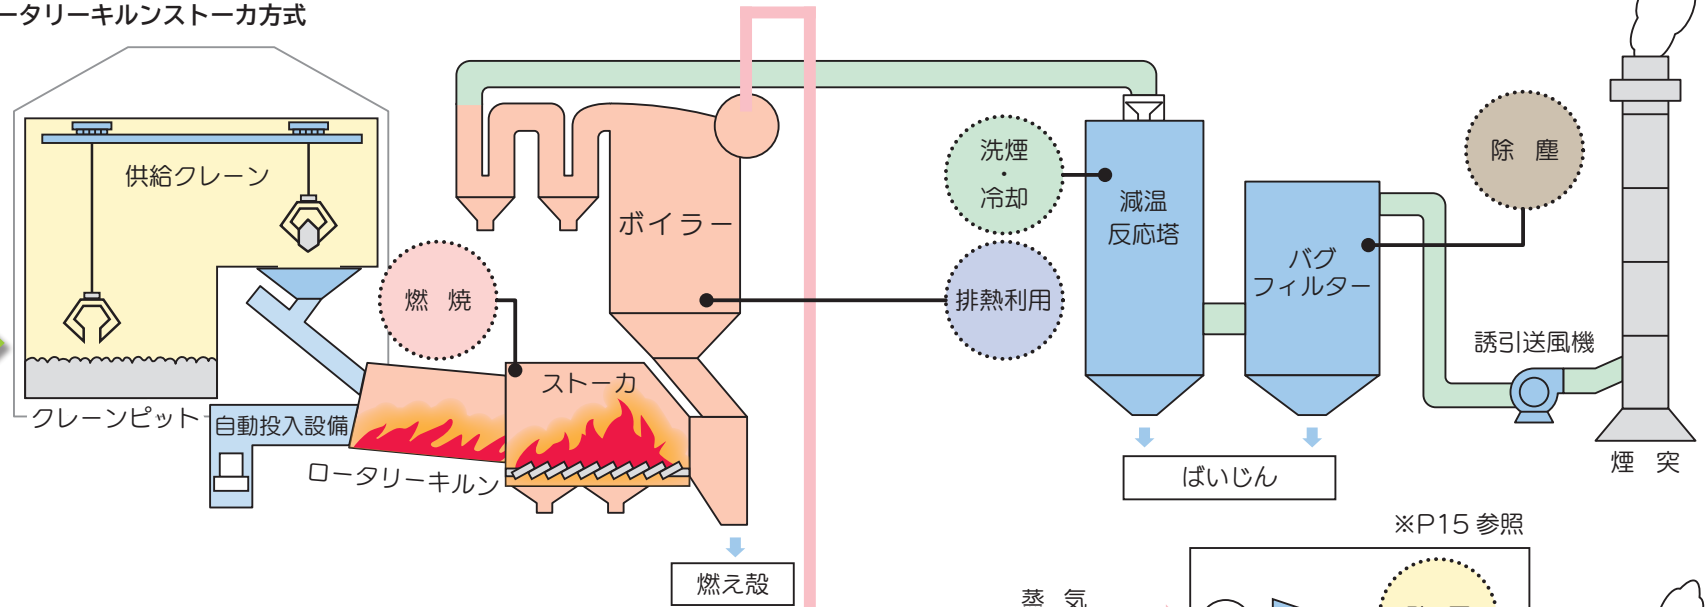 ータリーキルンストーカ方式
供給クレーン
クレーンピット
自動投入設備
ロータリーキルン
燃 焼
ストーカ
ボイラー
燃え殻
洗煙
・
冷却
排熱利用
減温
反応塔
バグ
フィルター
除 塵
誘引送風機
煙 突
ばいじん
※P15 参照
蒸 気